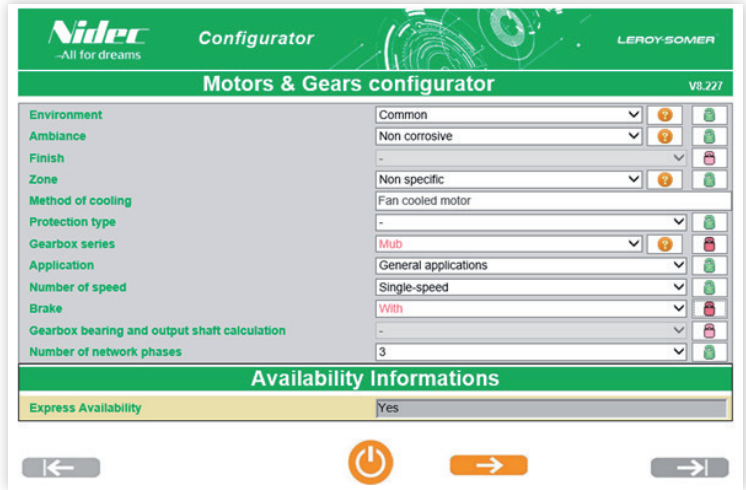 Nidec
-All for dreams
Configurator
LEROY-SOMER
Motors & Gears configurator V8.227
Environment Common ?
Ambiance Non corrosive ?
Finish -
Zone Non specific ?
Method of cooling Fan cooled motor
Protection type -
Gearbox series Mub ?
Application General applications
Number of speed Single-speed
Brake With
Gearbox bearing and output shaft calculation -
Number of network phases 3
Availability Informations
Express Availability Yes